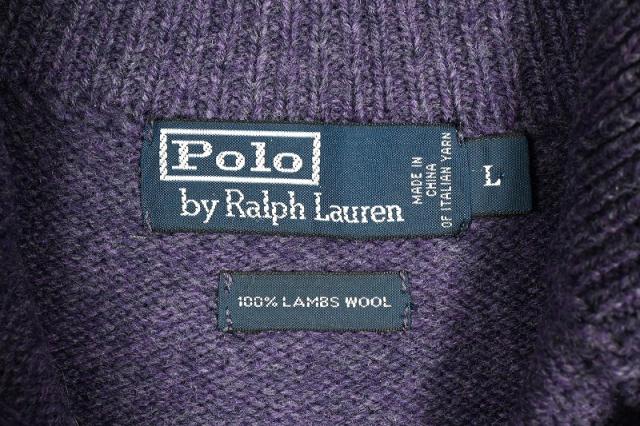 Polo
by Ralph Lauren
MADE IN
CHINA
OF ITALIAN YARN
L
100% LAMBS WOOL